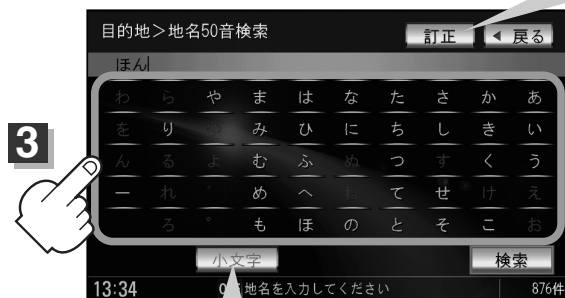 目的地>地名50音検索 訂正 ◀戻る
ほん
わ ら や ま は な た さ か あ
を り ゆ み ひ に ち し き い
ん る よ む ふ ぬ つ す く う
ー れ ゛ め へ ね て せ け え
ろ ゜ も ほ の と そ こ お
3
小文字 検索
13:34 地名を入力してください 876件